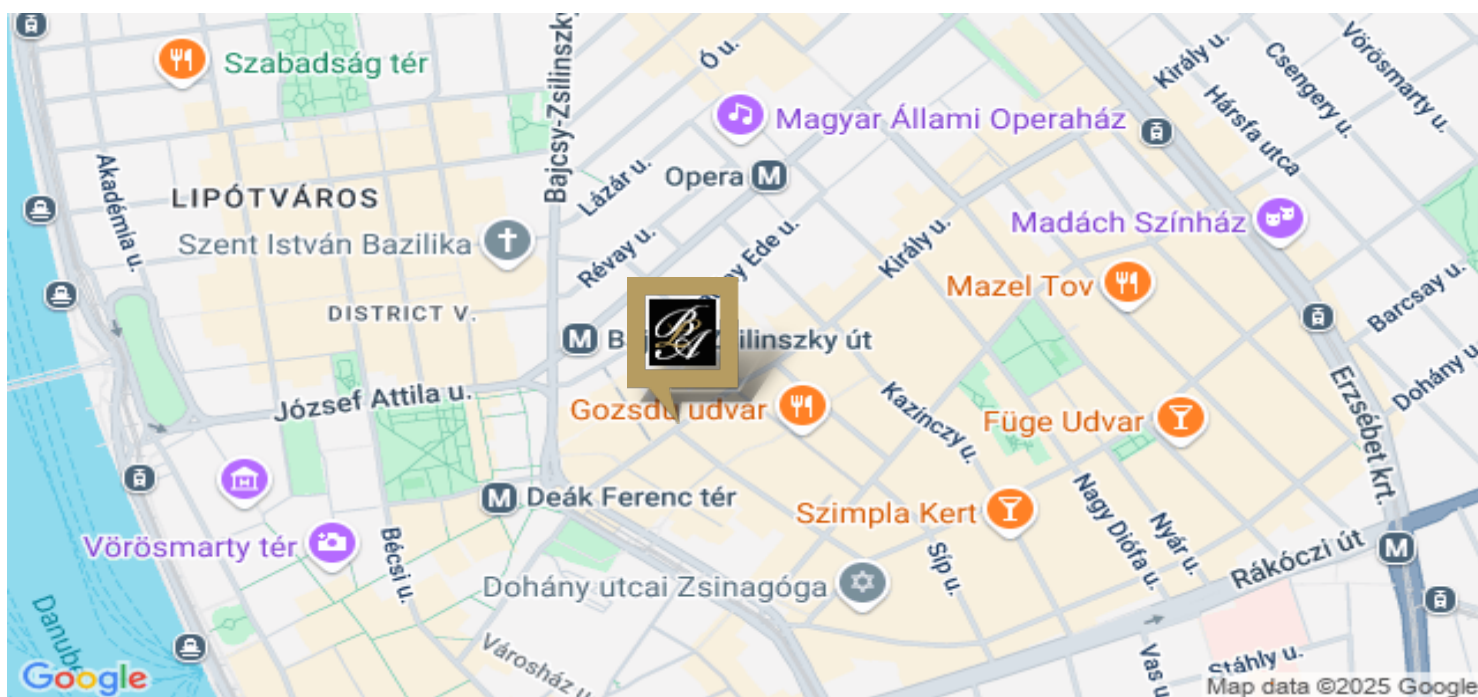 Szabadság tér
Bajcsy-Zsilinszky
Ó u.
Király u.
Csengery u.
Vörösmarty u.
Magyar Állami Operaház
Hársfa utca
Akadémia u.
LIPÓTVÁROS
Lázár u.
Opera M
Szent István Bazilika
Révay u.
Ede u.
Király u.
Madách Színház
Mazel Tov
Barcsay u.
DISTRICT V.
M
Zsilinszky út
József Attila u.
Gozsdu udvar
Kazinczy u.
Füge Udvar
Erzsébet krt.
Dohány u.
M Deák Ferenc tér
Szimpla Kert
Nagy Diófa u.
Nyár u.
Vörösmarty tér
Bécsi u.
Síp u.
Rákóczi út
M
Dohány utcai Zsinagóga
Danube
Városház u
Vas u
Stáhly u.
Google
Map data ©2025 Google